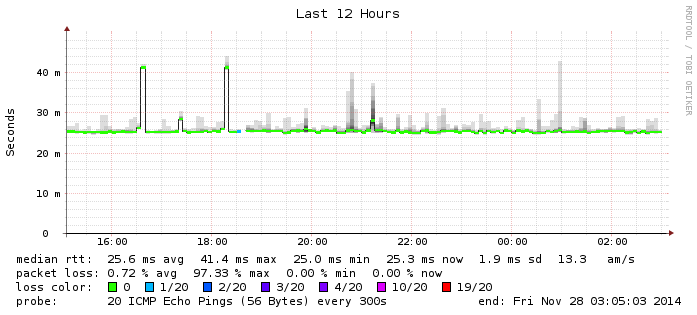 Last 12 Hours
RRDTOOL / TOBI OETIKER
Seconds
40 m
30 m
20 m
10 m
0
16:00 18:00 20:00 22:00 00:00 02:00
median rtt: 25.6 ms avg 41.4 ms max 25.0 ms min 25.3 ms now 1.9 ms sd 13.3 am/s
packet loss: 0.72 % avg 97.33 % max 0.00 % min 0.00 % now
loss color: 0 1/20 2/20 3/20 4/20 10/20 19/20
probe: 20 ICMP Echo Pings (56 Bytes) every 300s end: Fri Nov 28 03:05:03 2014